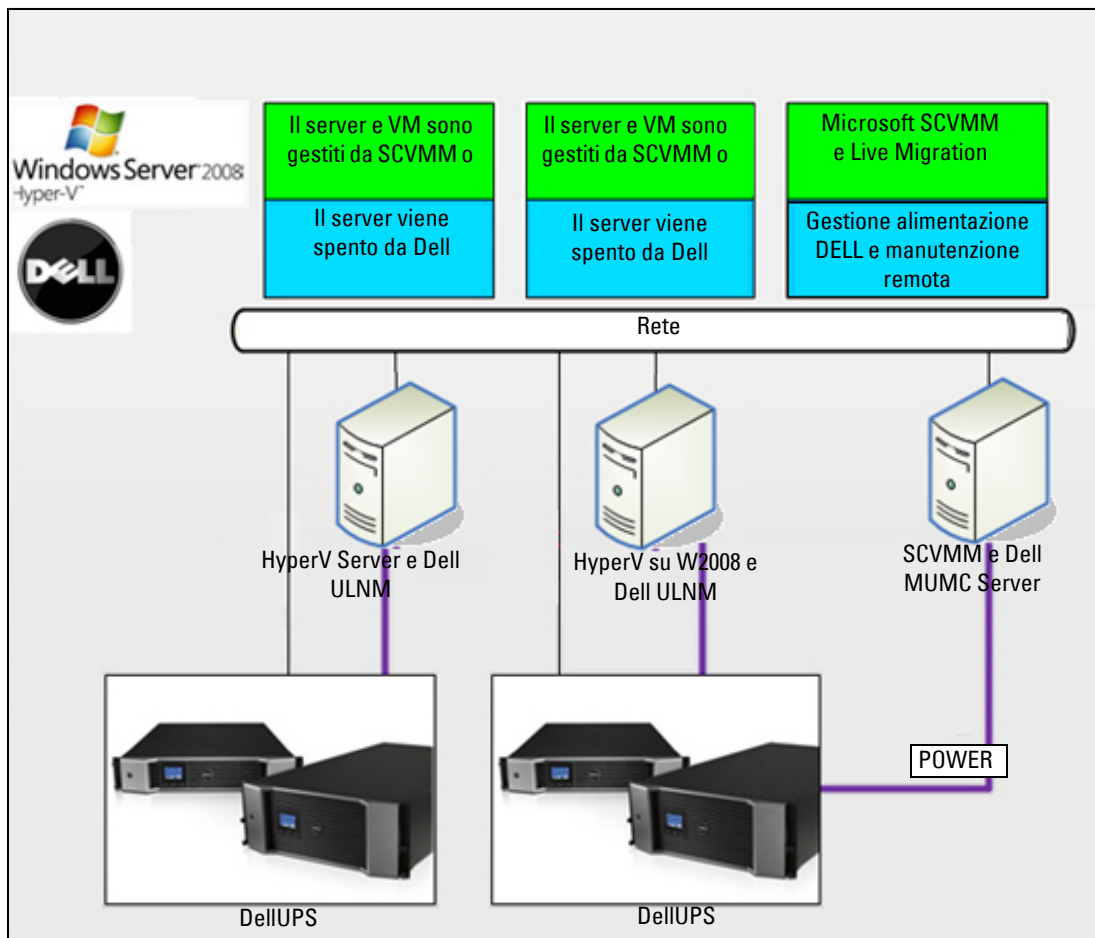 Windows Server 2008
Hyper-V
DELL
Il server e VM sono
gestiti da SCVMM o
Il server viene
spento da Dell
Il server e VM sono
gestiti da SCVMM o
Il server viene
spento da Dell
Microsoft SCVMM
e Live Migration
Gestione alimentazione
DELL e manutenzione
remota
Rete
HyperV Server e Dell
ULNM
HyperV su W2008 e
Dell ULNM
SCVMM e Dell
MUMC Server
POWER
DellUPS
DellUPS